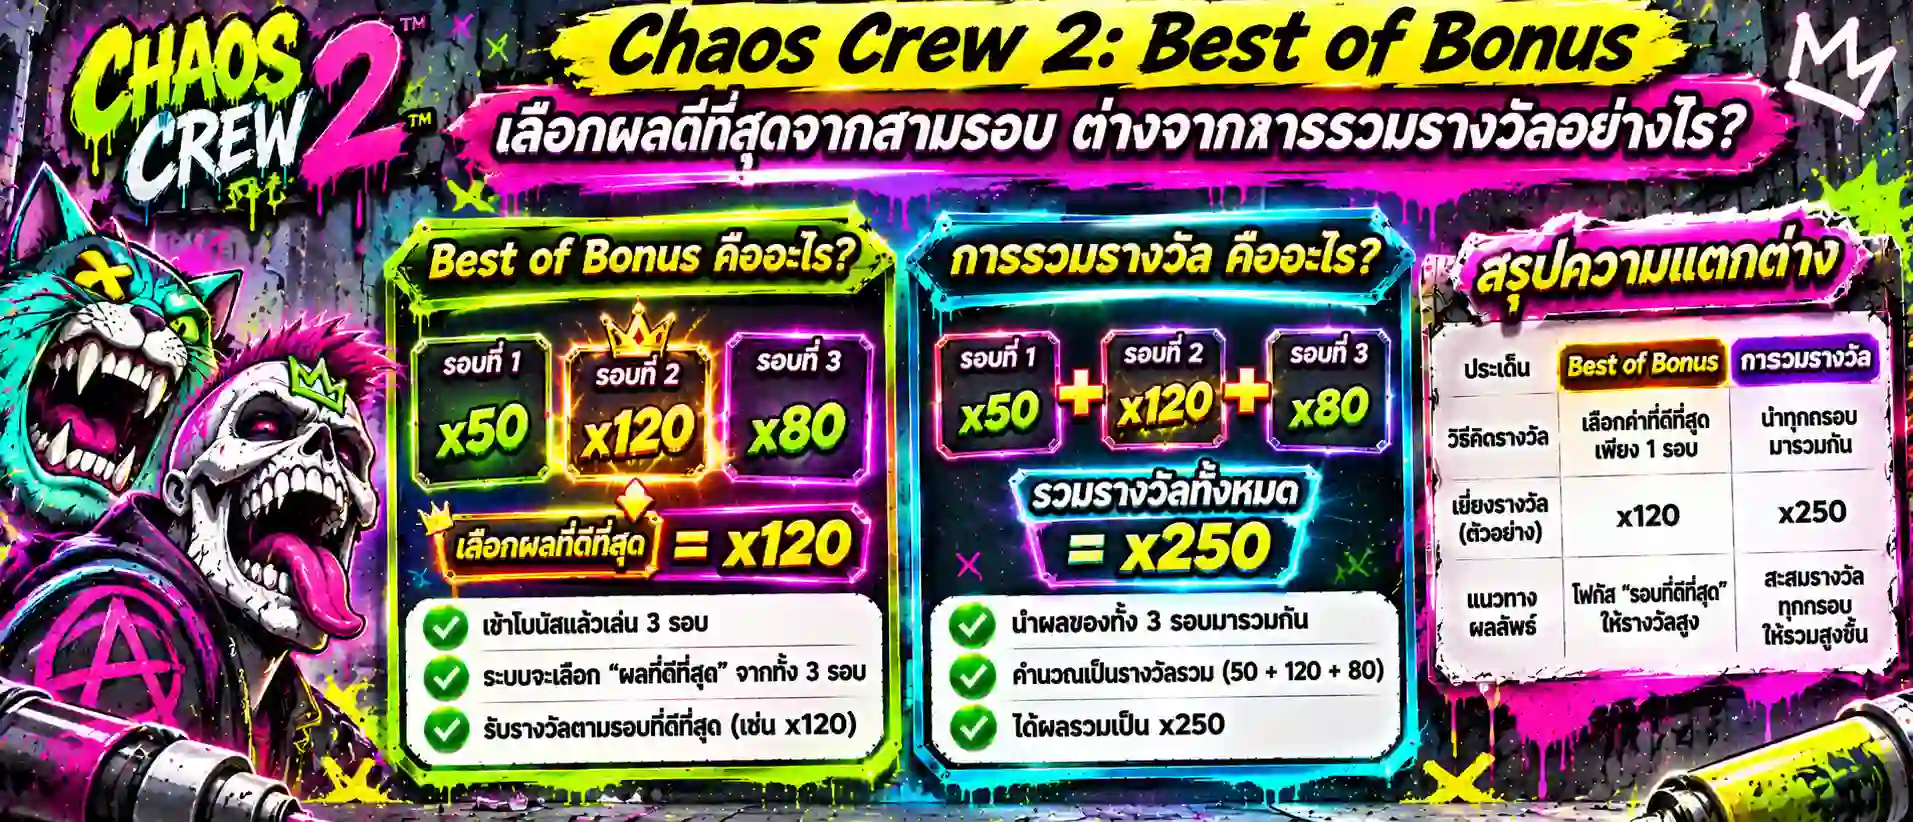 CHAOS CREW 2™
™
Chaos Crew 2: Best of Bonus
เลือกผลดีที่สุดจากสามรอบ ต่างจากการรวมรางวัลอย่างไร?
Best of Bonus คืออะไร?
รอบที่ 1
x50
รอบที่ 2
x120
รอบที่ 3
x80
เลือกผลที่ดีที่สุด = x120
เข้าโบนัสแล้วเล่น 3 รอบ
ระบบจะเลือก “ผลที่ดีที่สุด” จากทั้ง 3 รอบ
รับรางวัลตามรอบที่ดีที่สุด (เช่น x120)
การรวมรางวัล คืออะไร?
รอบที่ 1
x50
+
รอบที่ 2
x120
+
รอบที่ 3
x80
รวมรางวัลทั้งหมด
= x250
นำผลของทั้ง 3 รอบมารวมกัน
คำนวณเป็นรางวัลรวม (50 + 120 + 80)
ได้ผลรวมเป็น x250
สรุปความแตกต่าง
ประเด็น Best of Bonus การวมรางวัล
วิธีคิดรางวัล
เลือกค่าที่ดีที่สุด
เพียง 1 รอบ
นำทุกถรอบ
มารวมกัน
เยี่ยงรางวัล
(ตัวอย่าง)
x120
x250
แนวทาง
ผลลัพธ์
โฟกัส “รอบที่ดีที่สุด”
ให้รางวัลสูง
สะสมรางวัล
ทุกกรอบ
ให้รวมสูงขึ้น